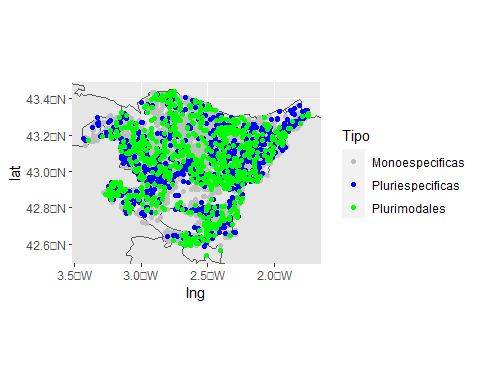 43.4□N
43.2□N
43.0□N
42.8□N
42.6□N
lat
3.5□W
3.0□W
2.5□W
2.0□W
lng
Tipo
Monoespecificas
Pluriespecificas
Plurimodales